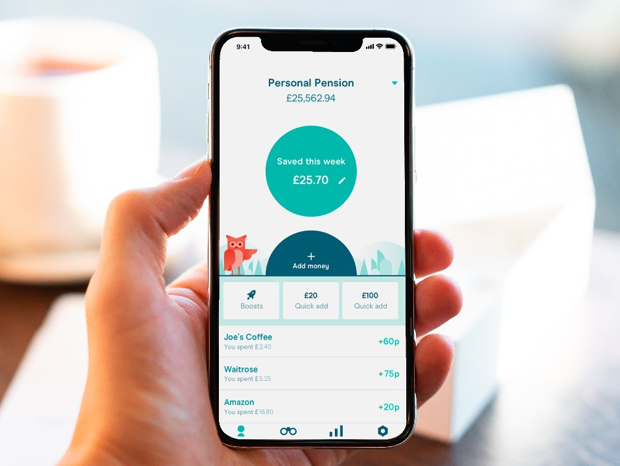 9:41
Personal Pension
£25,562.94
Saved this week
£25.70
+
Add money
Boosts
£20
Quick add
£100
Quick add
Joe's Coffee
You spent £2.40
+60p
Waitrose
You spent £5.25
+75p
Amazon
You spent £18.80
+20p